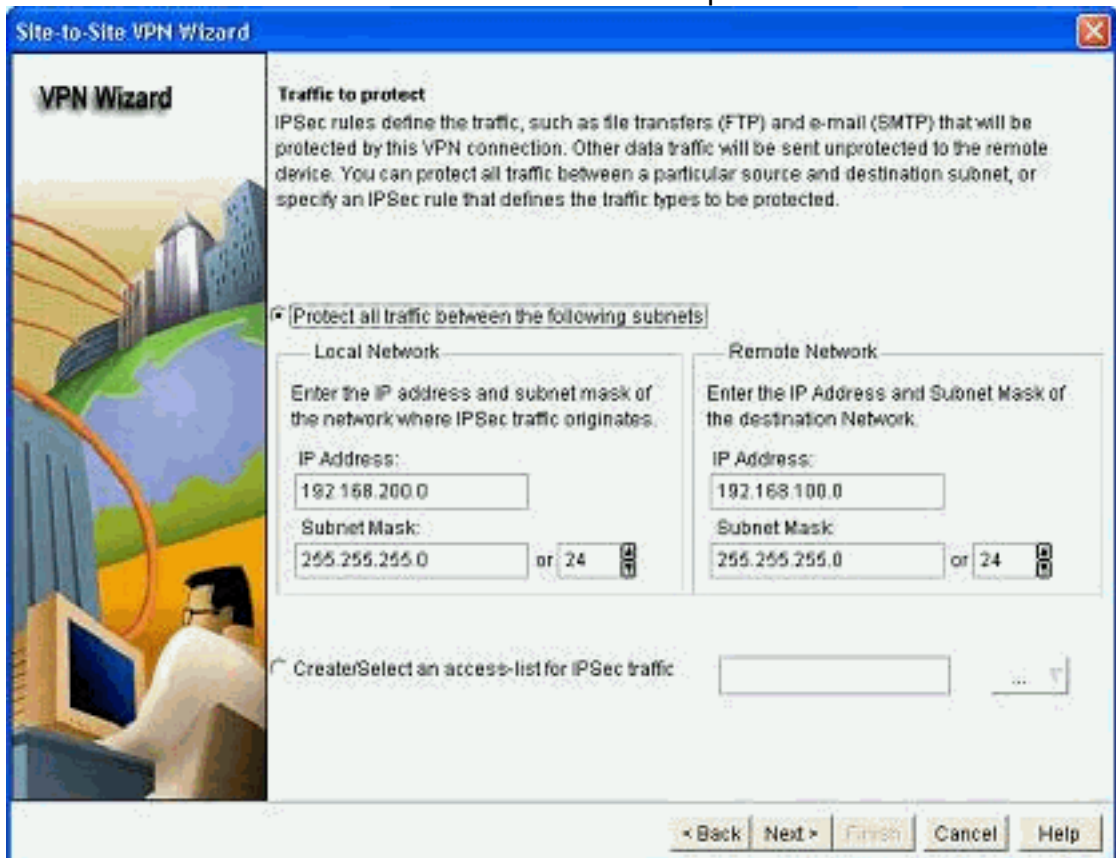 Site-to-Site VPN Wizard
VPN Wizard
Traffic to protect
IPSec rules define the traffic, such as file transfers (FTP) and e-mail (SMTP) that will be
protected by this VPN connection. Other data traffic will be sent unprotected to the remote
device. You can protect all traffic between a particular source and destination subnet, or
specify an IPSec rule that defines the traffic types to be protected.
Protect all traffic between the following subnets
Local Network
Enter the IP address and subnet mask of
the network where IPSec traffic originates.
IP Address:
192.168.200.0
Subnet Mask:
255.255.255.0 or 24
Remote Network
Enter the IP Address and Subnet Mask of
the destination Network.
IP Address:
192.168.100.0
Subnet Mask:
255.255.255.0 or 24
Create/Select an access-list for IPSec traffic ...
< Back Next > Finish Cancel Help